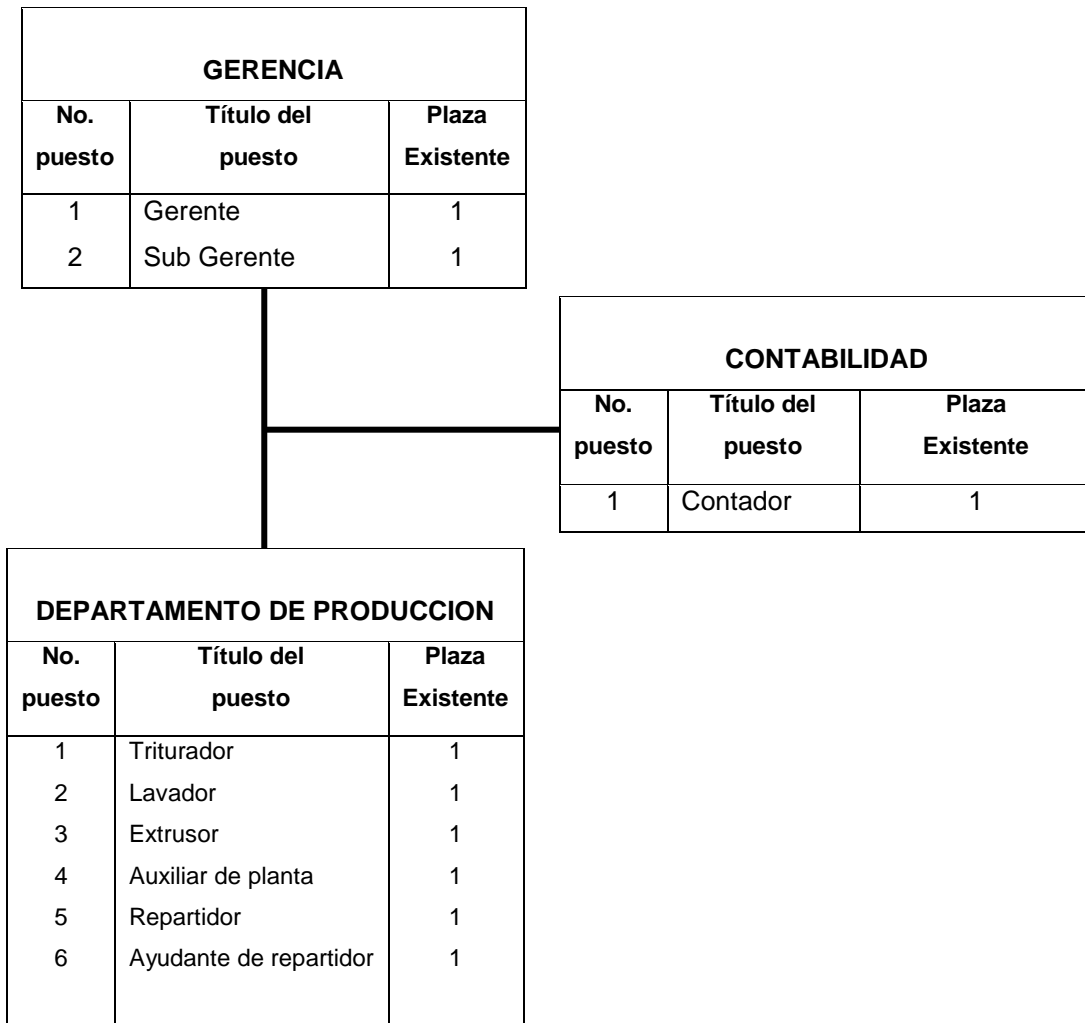 GERENCIA
No. Título del Plaza
puesto puesto Existente
1 Gerente 1
2 Sub Gerente 1
CONTABILIDAD
No. Título del Plaza
puesto puesto Existente
1 Contador 1
DEPARTAMENTO DE PRODUCCION
No. Título del Plaza
puesto puesto Existente
1 Triturador 1
2 Lavador 1
3 Extrusor 1
4 Auxiliar de planta 1
5 Repartidor 1
6 Ayudante de repartidor 1